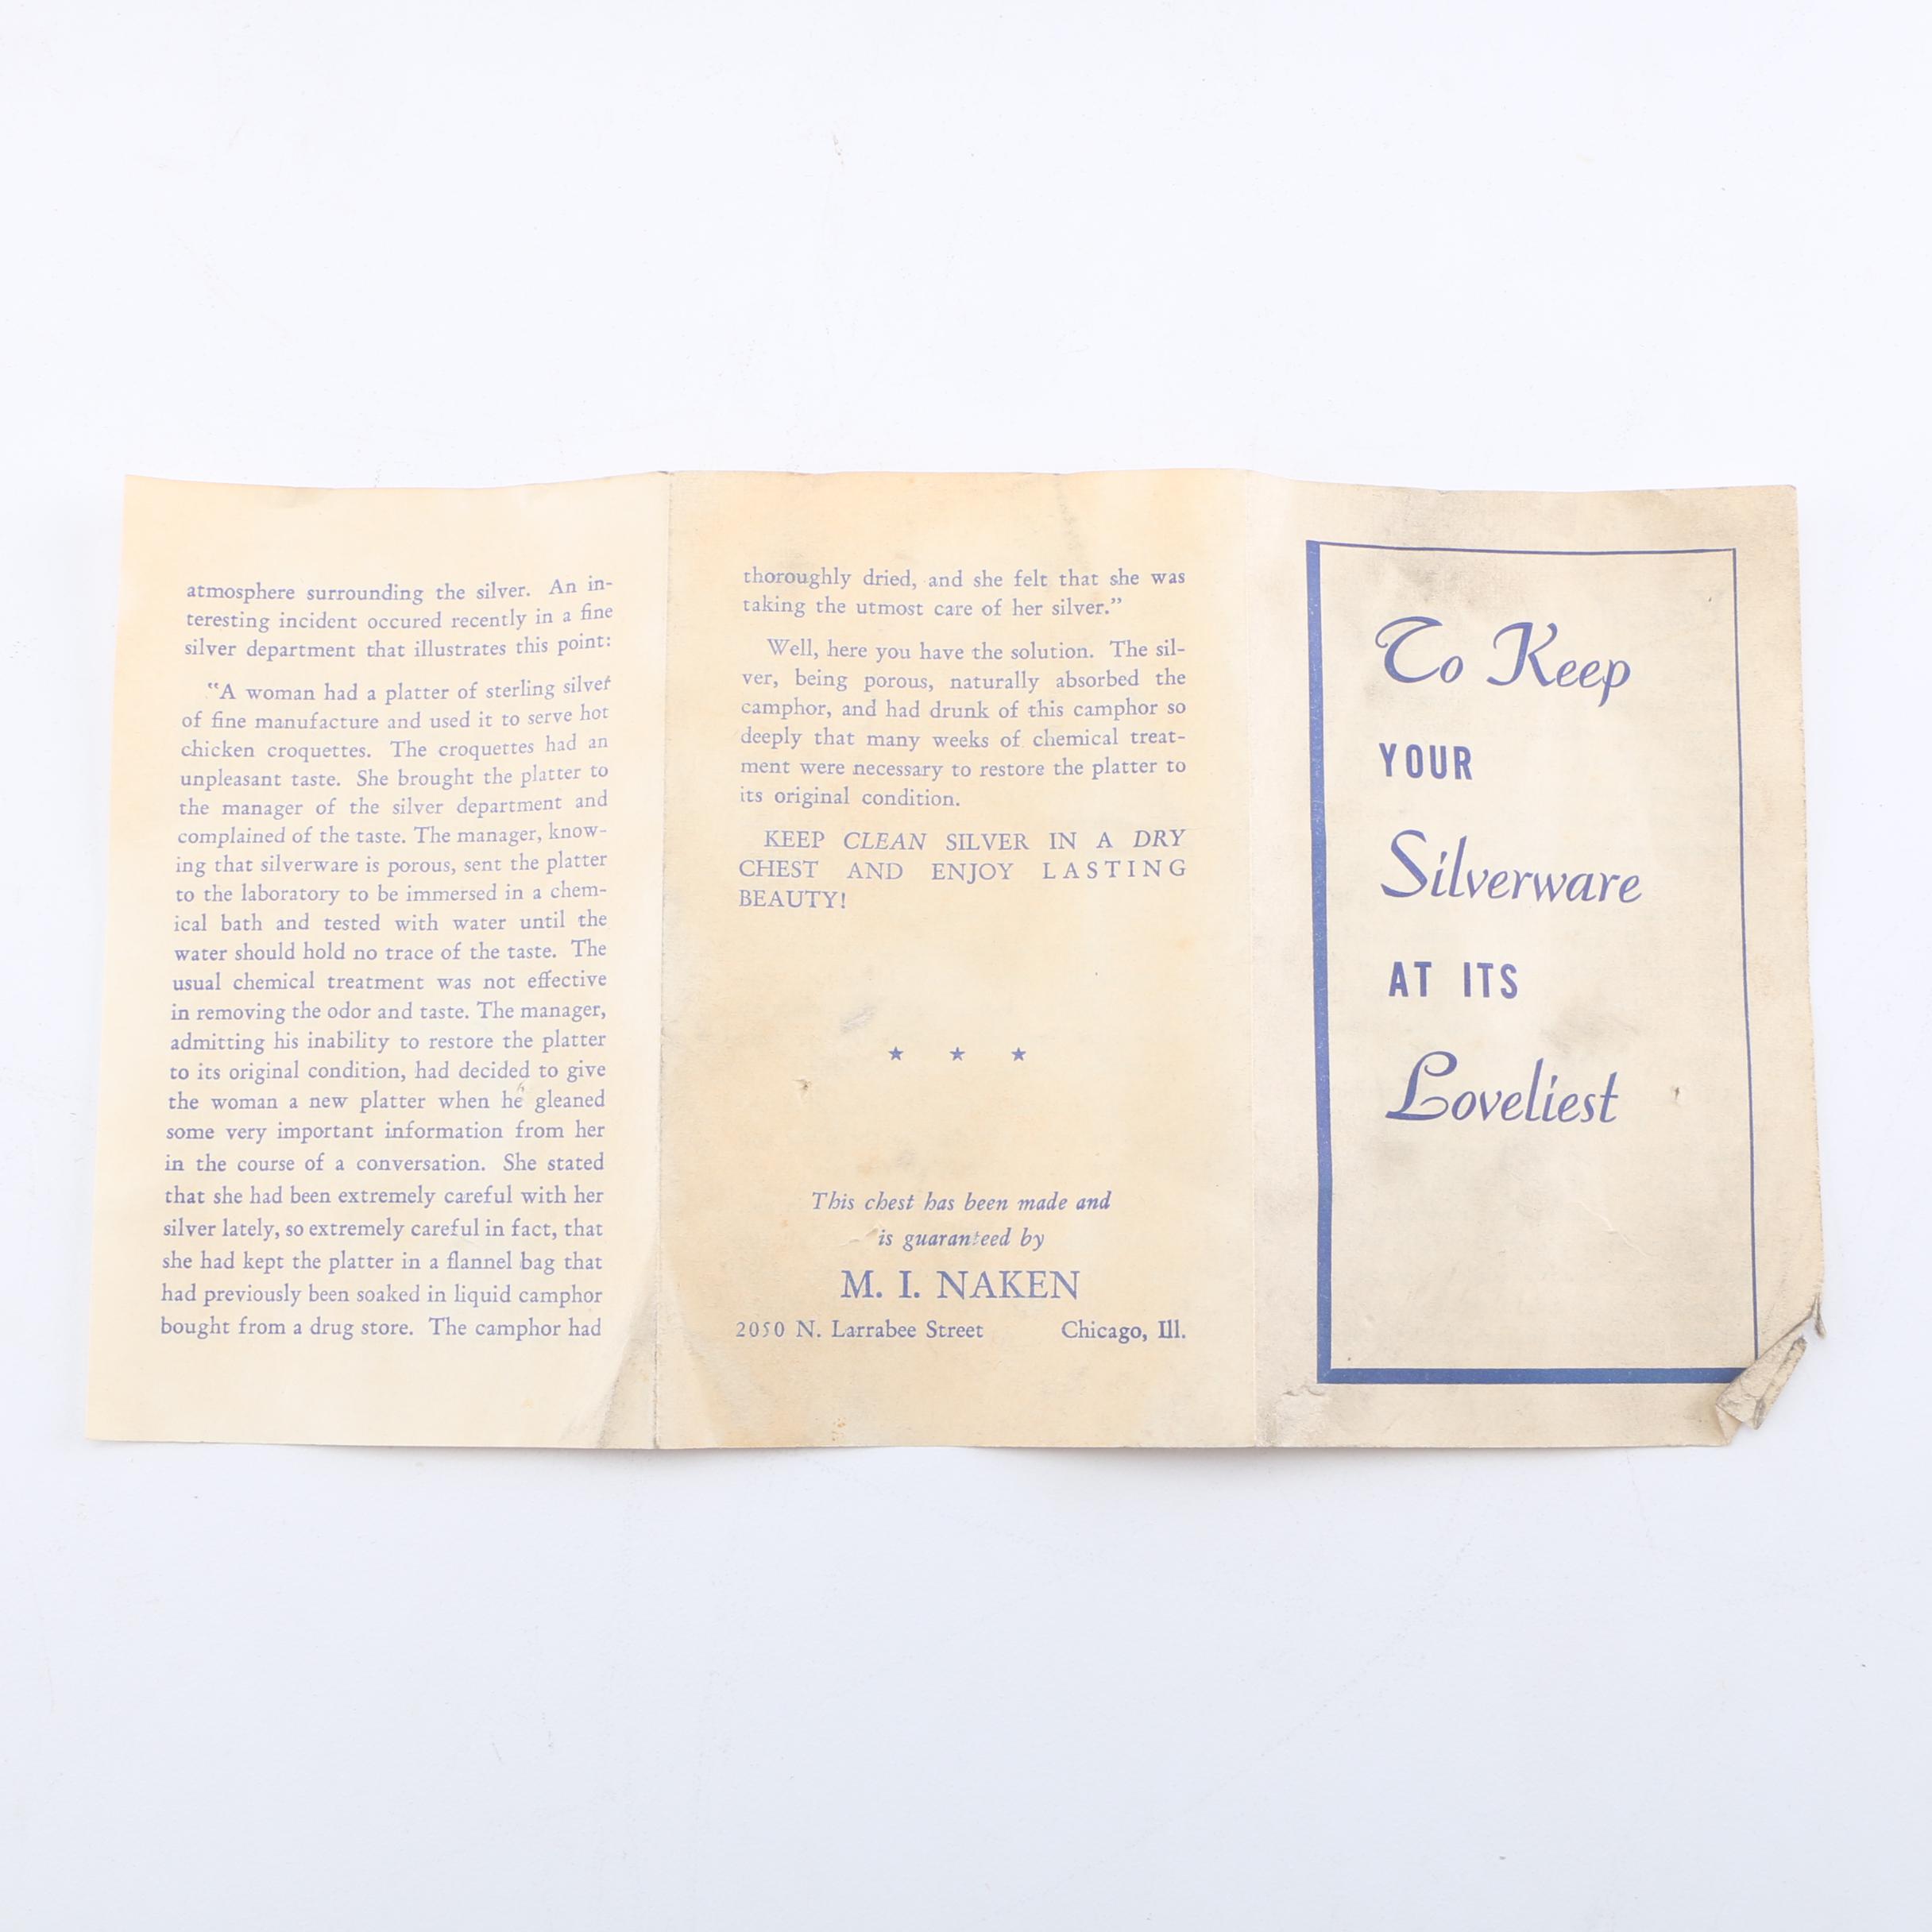 atmosphere surrounding the silver. An in-
teresting incident occured recently in a fine
silver department that illustrates this point:
"A woman had a platter of sterling silver
of fine manufacture and used it to serve hot
chicken croquettes. The croquettes had an
unpleasant taste. She brought the platter to
the manager of the silver department and
complained of the taste. The manager, know-
ing that silverware is porous, sent the platter
to the laboratory to be immersed in a chem-
ical bath and tested with water until the
water should hold no trace of the taste. The
usual chemical treatment was not effective
in removing the odor and taste. The manager,
admitting his inability to restore the platter
to its original condition, had decided to give
the woman a new platter when he gleaned
some very important information from her
in the course of a conversation. She stated
that she had been extremely careful with her
silver lately, so extremely careful in fact, that
she had kept the platter in a flannel bag that
had previously been soaked in liquid camphor
bought from a drug store. The camphor had
thoroughly dried, and she felt that she was
taking the utmost care of her silver."
Well, here you have the solution. The sil-
ver, being porous, naturally absorbed the
camphor, and had drunk of this camphor so
deeply that many weeks of chemical treat-
ment were necessary to restore the platter to
its original condition.
KEEP CLEAN SILVER IN A DRY
CHEST AND ENJOY LASTING
BEAUTY!
★ ★ ★
This chest has been made and
is guaranteed by
M. I. NAKEN
2050 N. Larrabee Street Chicago, Ill.
To Keep
YOUR
Silverware
AT ITS
Loveliest